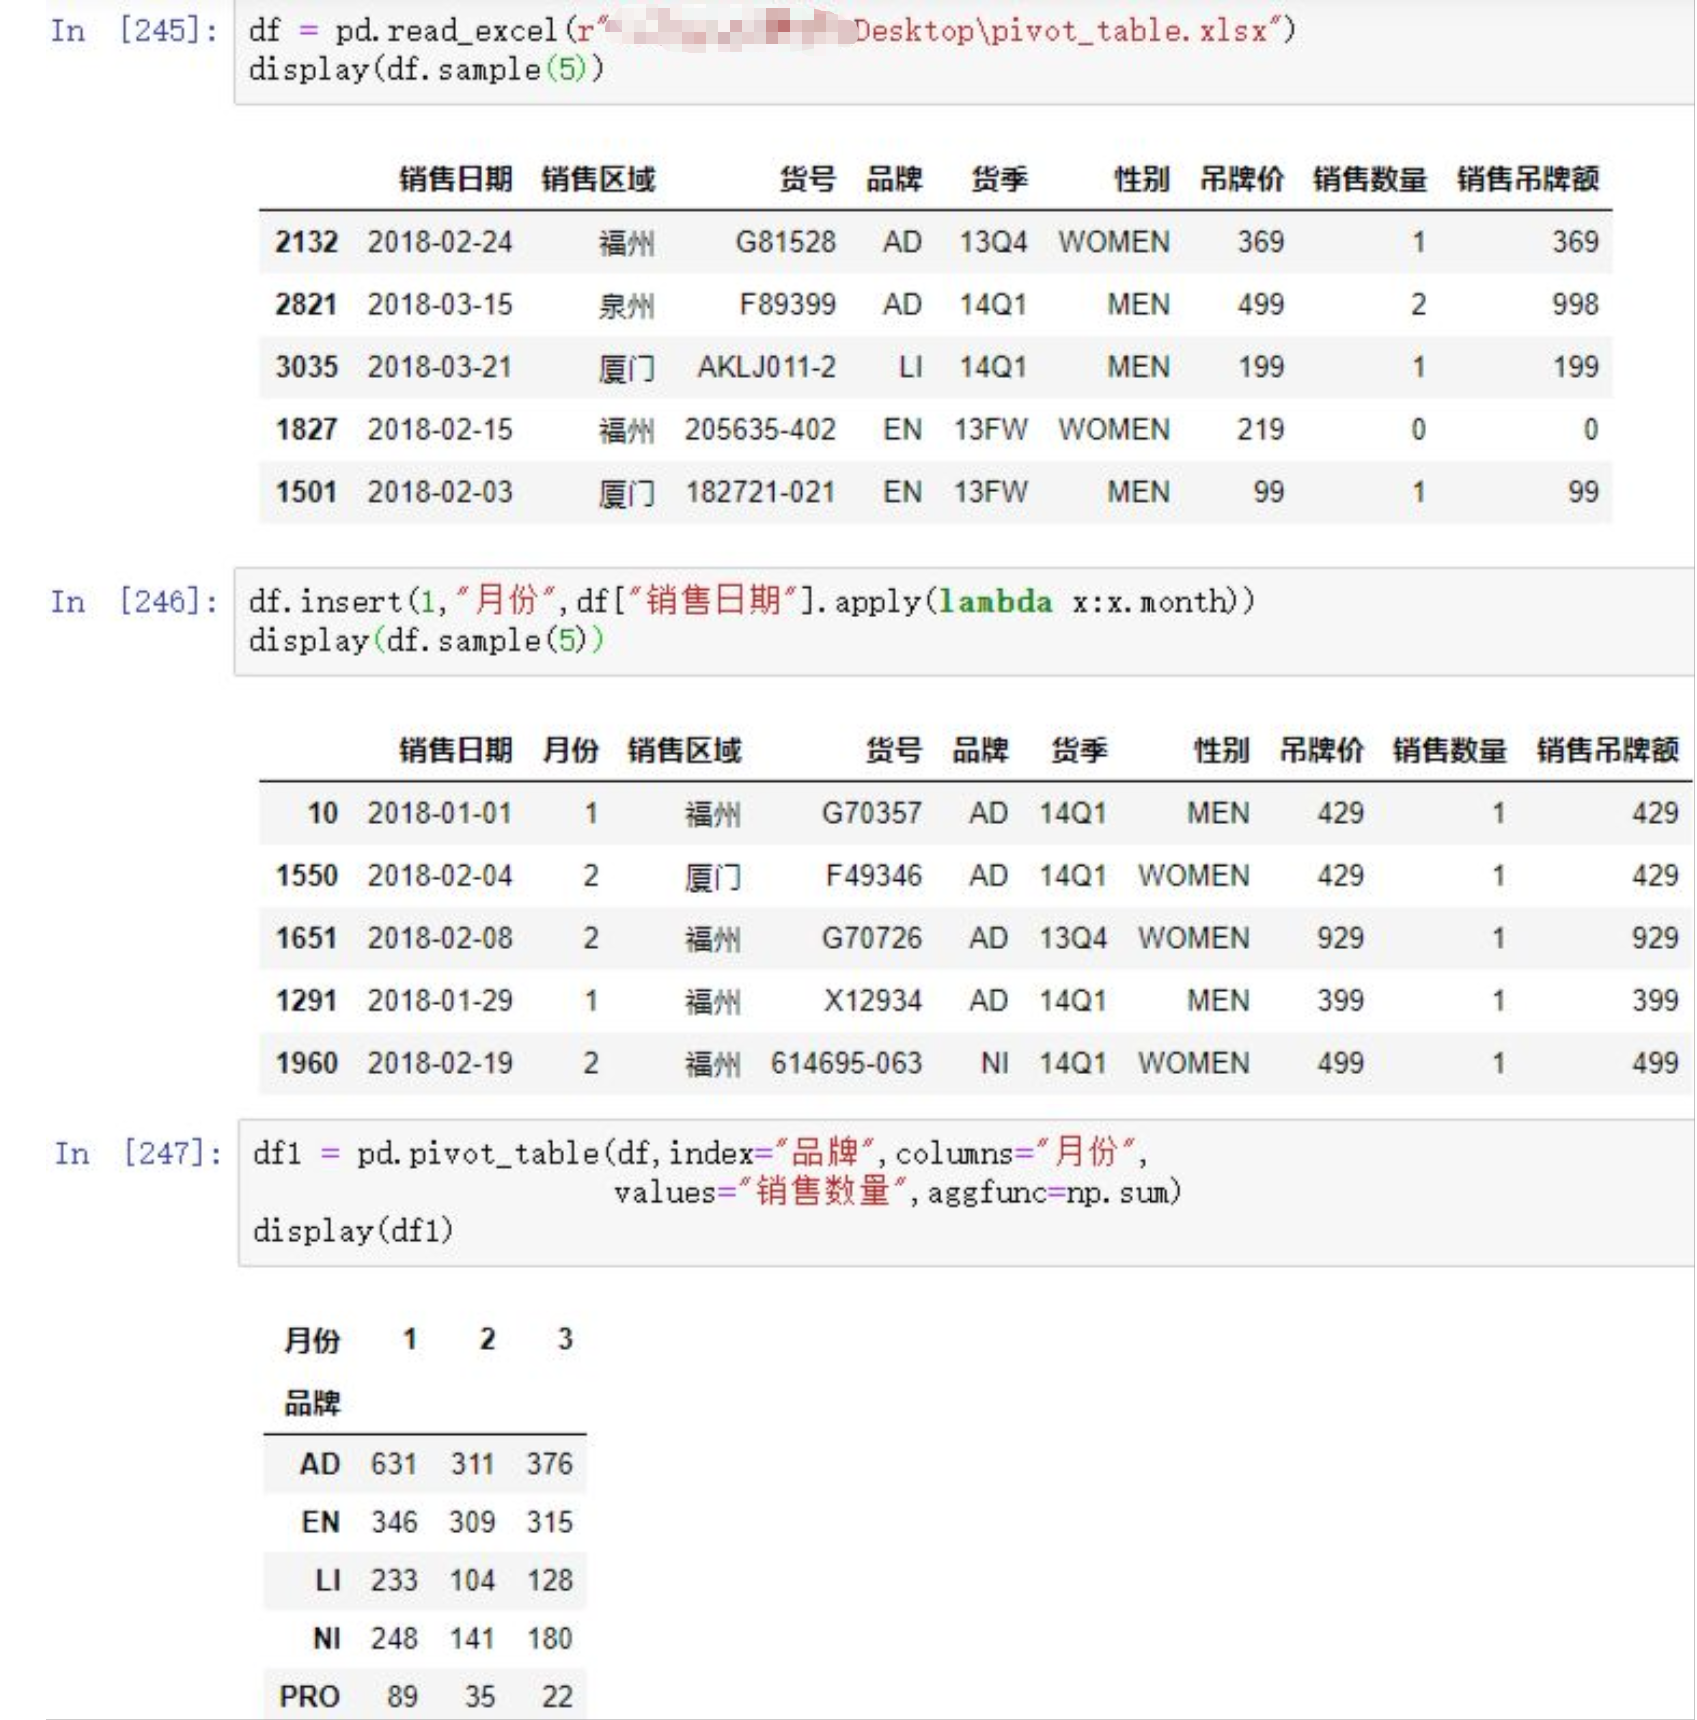 In [245]: df = pd.read_excel(r"Desktop\pivot_table.xlsx")
display(df.sample(5))
销售日期 销售区域 货号 品牌 货季 性别 吊牌价 销售数量 销售吊牌额
2132 2018-02-24 福州 G81528 AD 13Q4 WOMEN 369 1 369
2821 2018-03-15 泉州 F89399 AD 14Q1 MEN 499 2 998
3035 2018-03-21 厦门 AKLJ011-2 LI 14Q1 MEN 199 1 199
1827 2018-02-15 福州 205635-402 EN 13FW WOMEN 219 0 0
1501 2018-02-03 厦门 182721-021 EN 13FW MEN 99 1 99
In [246]: df.insert(1,"月份",df["销售日期"].apply(lambda x:x.month))
display(df.sample(5))
销售日期 月份 销售区域 货号 品牌 货季 性别 吊牌价 销售数量 销售吊牌额
10 2018-01-01 1 福州 G70357 AD 14Q1 MEN 429 1 429
1550 2018-02-04 2 厦门 F49346 AD 14Q1 WOMEN 429 1 429
1651 2018-02-08 2 福州 G70726 AD 13Q4 WOMEN 929 1 929
1291 2018-01-29 1 福州 X12934 AD 14Q1 MEN 399 1 399
1960 2018-02-19 2 福州 614695-063 NI 14Q1 WOMEN 499 1 499
In [247]: df1 = pd.pivot_table(df,index="品牌",columns="月份",
values="销售数量",aggfunc=np.sum)
display(df1)
月份 1 2 3
品牌
AD 631 311 376
EN 346 309 315
LI 233 104 128
NI 248 141 180
PRO 89 35 22